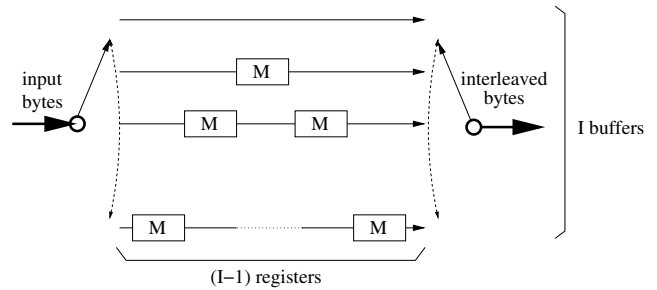 M
input
bytes
interleaved
bytes
M M
I buffers
M M
(I−1) registers